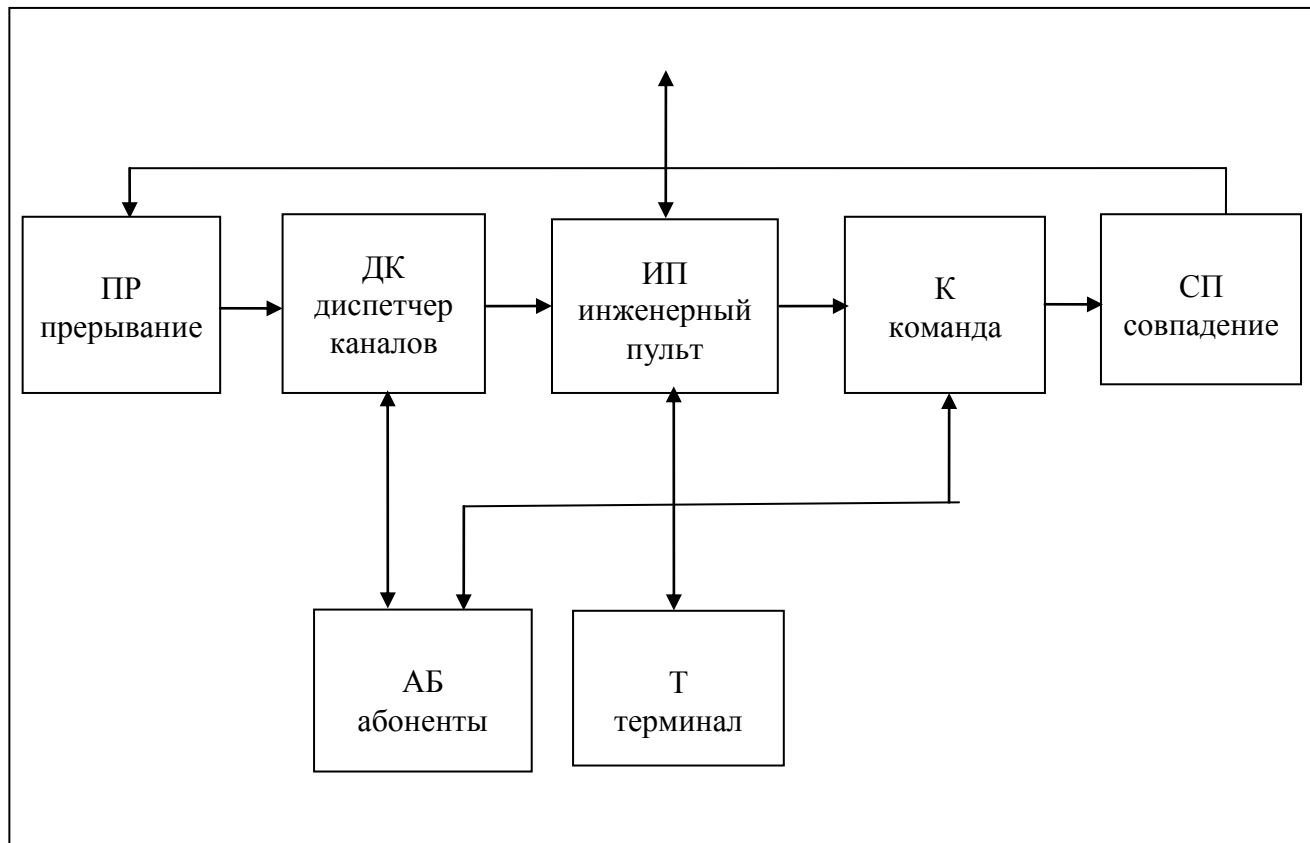 ПР
прерывание
ДК
диспетчер
каналов
ИП
инженерный
пульт
К
команда
СП
совпадение
АБ
абоненты
Т
терминал